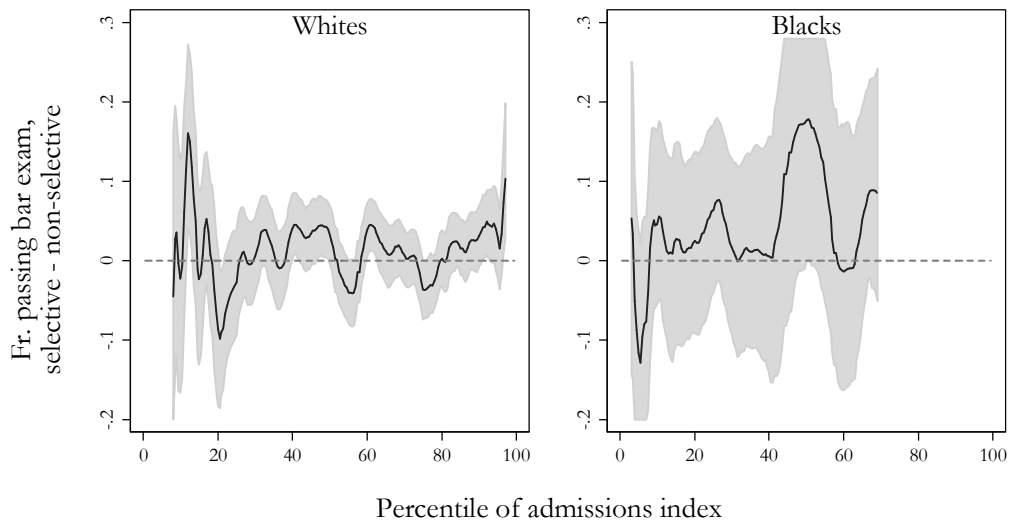 Whites
Blacks
.3
.2
.1
0
-.1
-.2
.3
.2
.1
0
-.1
-.2
Fr. passing bar exam,
selective - non-selective
0 20 40 60 80 100
0 20 40 60 80 100
Percentile of admissions index